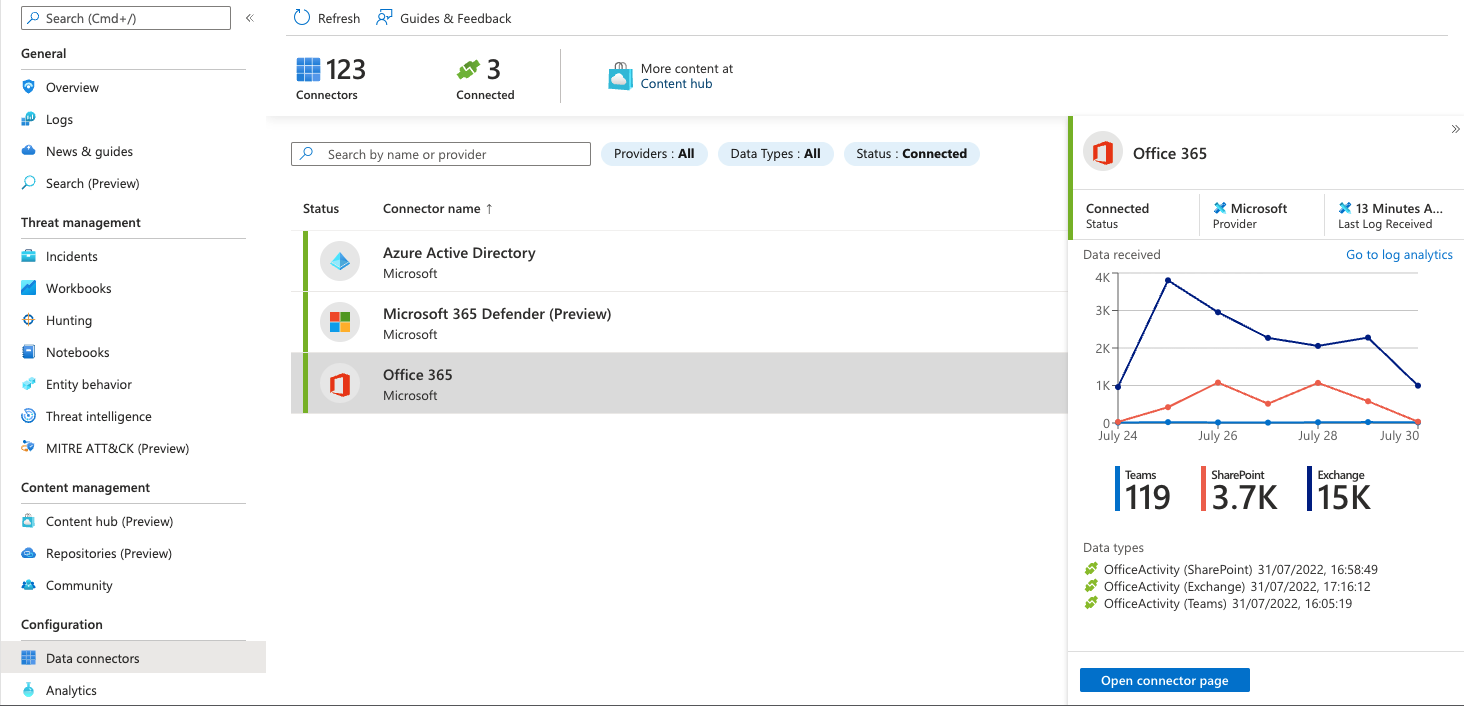 Search (Cmd+/)
«
General
Overview
Logs
News & guides
Search (Preview)
Threat management
Incidents
Workbooks
Hunting
Notebooks
Entity behavior
Threat intelligence
MITRE ATT&CK (Preview)
Content management
Content hub (Preview)
Repositories (Preview)
Community
Configuration
Data connectors
Analytics
Refresh Guides & Feedback
123
Connectors
3
Connected
More content at
Content hub
Search by name or provider
Providers : All
Data Types : All
Status : Connected
Status Connector name ↑
Azure Active Directory
Microsoft
Microsoft 365 Defender (Preview)
Microsoft
Office 365
Microsoft
»
Office 365
Connected
Status
Microsoft
Provider
13 Minutes A...
Last Log Received
Data received Go to log analytics
4K
3K
2K
1K
0
July 24 July 26 July 28 July 30
Teams
119
SharePoint
3.7K
Exchange
15K
Data types
OfficeActivity (SharePoint) 31/07/2022, 16:58:49
OfficeActivity (Exchange) 31/07/2022, 17:16:12
OfficeActivity (Teams) 31/07/2022, 16:05:19
Open connector page